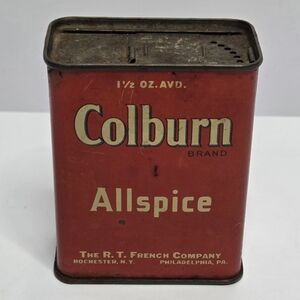 1½ OZ. AVD.
Colburn
BRAND
Allspice
THE R. T. FRENCH COMPANY
ROCHESTER, N.Y. PHILADELPHIA, PA.